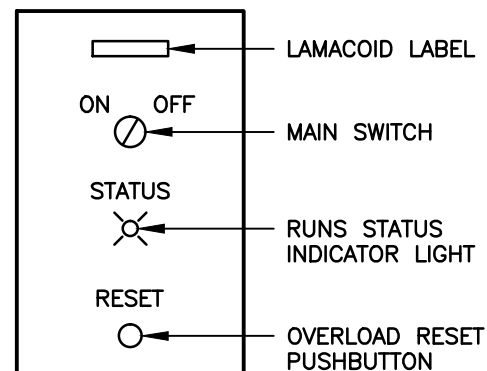 LAMACOID LABEL
ON OFF
MAIN SWITCH
STATUS
RUNS STATUS
INDICATOR LIGHT
RESET
OVERLOAD RESET
PUSHBUTTON